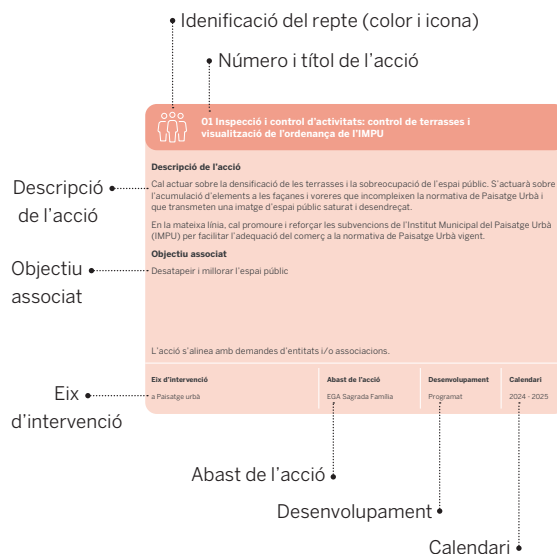 Idenificació del repte (color i icona)
Número i títol de l'acció
01 Inspecció i control d'activitats: control de terrasses i
visualització de l'ordenança de l'IMPU
Descripció
de l'acció
Descripció de l'acció
Cal actuar sobre la densificació de les terrasses i la sobreocupació de l'espai públic. S'actuarà sobre
l'acumulació d'elements a les façanes i voreres que incompleixen la normativa de Paisatge Urbà i
que transmeten una imatge d'espai públic saturat i desendreçat.
En la mateixa línia, cal promoure i reforçar les subvencions de l'Institut Municipal del Paisatge Urbà
(IMPU) per facilitar l'adequació del comerç a la normativa de Paisatge Urbà vigent.
Objectiu
associat
Objectiu associat
Desatapeir i millorar l'espai públic
L'acció s'alinea amb demandes d'entitats i/o associacions.
Eix
d'intervenció
Eix d'intervenció
a Paisatge urbà
Abast de l'acció
EGA Sagrada Família
Desenvolupament
Programat
Calendari
2024 - 2025
Abast de l'acció
Desenvolupament
Calendari